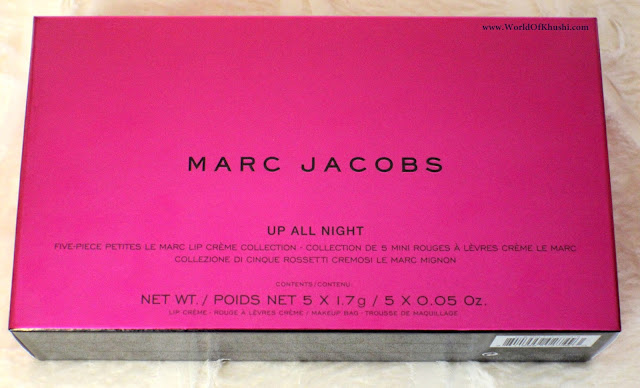 www.WorldOfKhushi.com
MARC JACOBS
UP ALL NIGHT
FIVE-PIECE PETITES LE MARC LIP CRÈME COLLECTION · COLLECTION DE 5 MINI ROUGES À LÈVRES CRÈME LE MARC
COLLEZIONE DI CINQUE ROSSETTI CREMOSI LE MARC MIGNON
CONTENTS/CONTENU:
NET WT. / POIDS NET 5 X 1.7g / 5 X 0.05 Oz.
LIP CRÈME · ROUGE À LÈVRES CRÈME / MAKEUP BAG · TROUSSE DE MAQUILLAGE